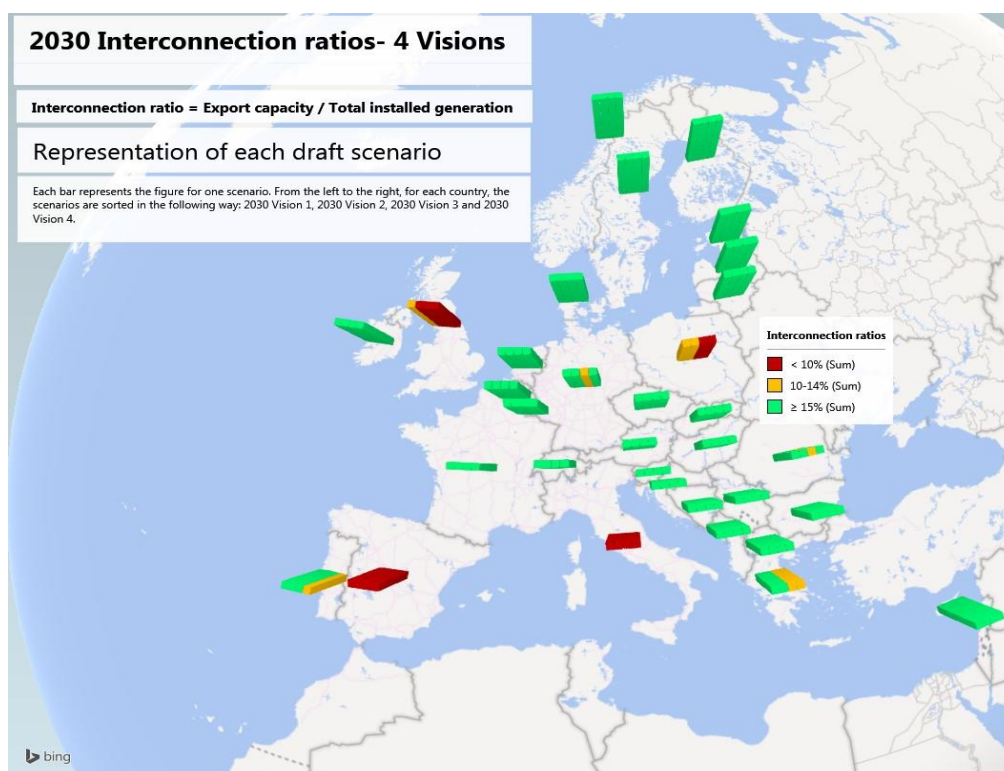 2030 Interconnection ratios- 4 Visions
Interconnection ratio = Export capacity / Total installed generation
Representation of each draft scenario
Each bar represents the figure for one scenario. From the left to the right, for each country, the
scenarios are sorted in the following way: 2030 Vision 1, 2030 Vision 2, 2030 Vision 3 and 2030
Vision 4.
Interconnection ratios
< 10% (Sum)
10-14% (Sum)
≥ 15% (Sum)
bing